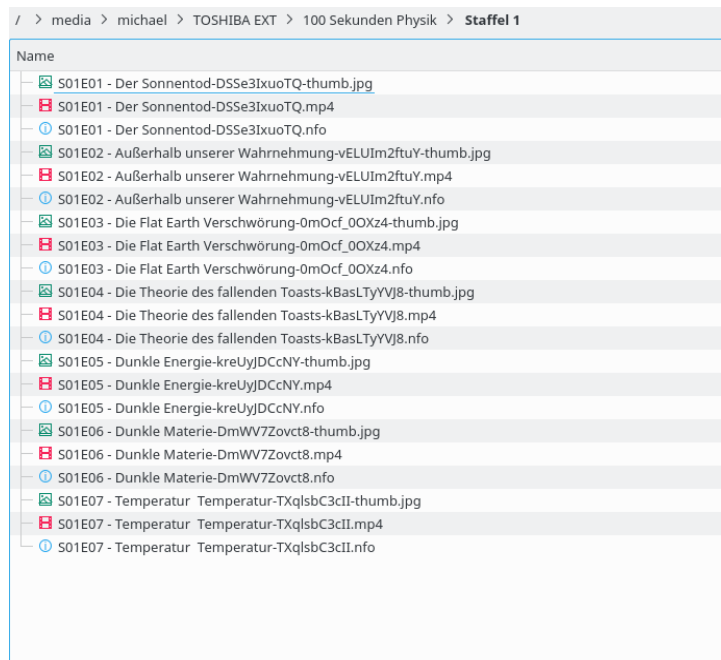 / > media > michael > TOSHIBA EXT > 100 Sekunden Physik > Staffel 1
Name
S01E01 - Der Sonnentod-DSSe3IxuoTQ-thumb.jpg
S01E01 - Der Sonnentod-DSSe3IxuoTQ.mp4
S01E01 - Der Sonnentod-DSSe3IxuoTQ.nfo
S01E02 - Außerhalb unserer Wahrnehmung-vELUIm2ftuY-thumb.jpg
S01E02 - Außerhalb unserer Wahrnehmung-vELUIm2ftuY.mp4
S01E02 - Außerhalb unserer Wahrnehmung-vELUIm2ftuY.nfo
S01E03 - Die Flat Earth Verschwörung-0mOcf_0OXz4-thumb.jpg
S01E03 - Die Flat Earth Verschwörung-0mOcf_0OXz4.mp4
S01E03 - Die Flat Earth Verschwörung-0mOcf_0OXz4.nfo
S01E04 - Die Theorie des fallenden Toasts-kBasLTyYVJ8-thumb.jpg
S01E04 - Die Theorie des fallenden Toasts-kBasLTyYVJ8.mp4
S01E04 - Die Theorie des fallenden Toasts-kBasLTyYVJ8.nfo
S01E05 - Dunkle Energie-kreUyJDCcNY-thumb.jpg
S01E05 - Dunkle Energie-kreUyJDCcNY.mp4
S01E05 - Dunkle Energie-kreUyJDCcNY.nfo
S01E06 - Dunkle Materie-DmWV7Zovct8-thumb.jpg
S01E06 - Dunkle Materie-DmWV7Zovct8.mp4
S01E06 - Dunkle Materie-DmWV7Zovct8.nfo
S01E07 - Temperatur  Temperatur-TXqlsbC3cII-thumb.jpg
S01E07 - Temperatur  Temperatur-TXqlsbC3cII.mp4
S01E07 - Temperatur  Temperatur-TXqlsbC3cII.nfo